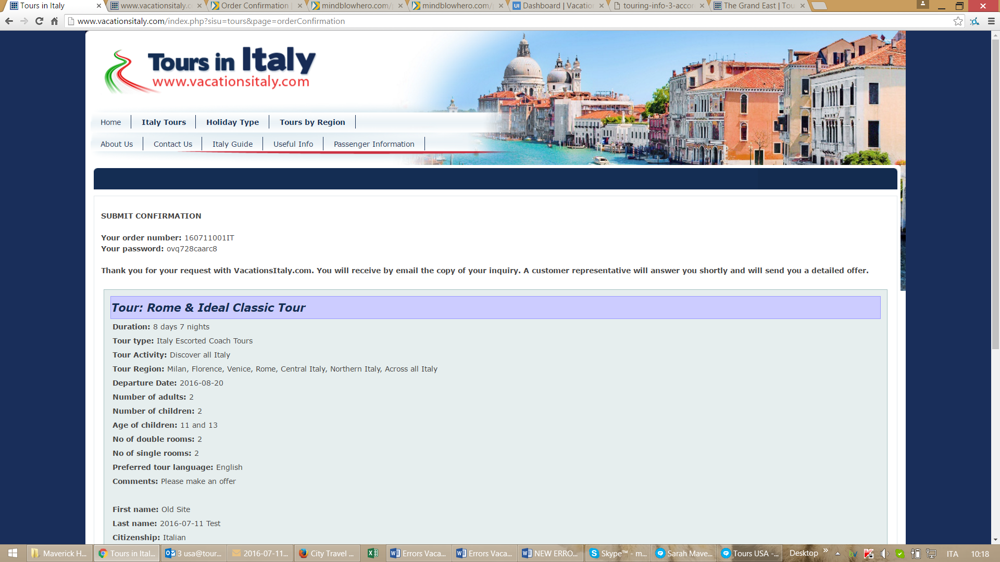 Tours in Italy
www.vacationsitaly.c
Order Confirmation |
mindblowhero.com/
mindblowhero.com/
UI Dashboard | Vacatio
touring-info-3-accor
The Grand East | Tou
www.vacationsitaly.com/index.php?sisu=tours&page=orderConfirmation
Tours in Italy
www.vacationsitaly.com
Home
Italy Tours
Holiday Type
Tours by Region
About Us
Contact Us
Italy Guide
Useful Info
Passenger Information
SUBMIT CONFIRMATION
Your order number: 160711001IT
Your password: ovq728caarc8
Thank you for your request with VacationsItaly.com. You will receive by email the copy of your inquiry. A customer representative will answer you shortly and will send you a detailed offer.
Tour: Rome & Ideal Classic Tour
Duration: 8 days 7 nights
Tour type: Italy Escorted Coach Tours
Tour Activity: Discover all Italy
Tour Region: Milan, Florence, Venice, Rome, Central Italy, Northern Italy, Across all Italy
Departure Date: 2016-08-20
Number of adults: 2
Number of children: 2
Age of children: 11 and 13
No of double rooms: 2
No of single rooms: 2
Preferred tour language: English
Comments: Please make an offer
First name: Old Site
Last name: 2016-07-11 Test
Citizenship: Italian
Maverick H...
Tours in Ital...
3 usa@tour...
2016-07-11...
City Travel ...
Errors Vaca...
Errors Vaca...
NEW ERRO...
Skype™ - m...
Sarah Mave...
Tours USA -...
Desktop
ITA
10:18